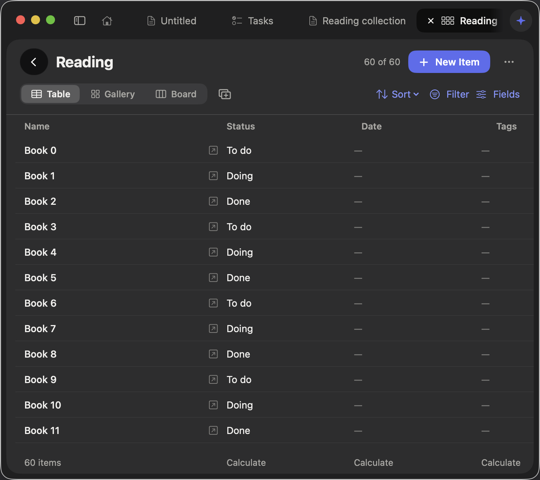 Untitled Tasks Reading collection Reading
Reading 60 of 60 New Item
Table Gallery Board Sort Filter Fields
Name Status Date Tags
Book 0 To do — —
Book 1 Doing — —
Book 2 Done — —
Book 3 To do — —
Book 4 Doing — —
Book 5 Done — —
Book 6 To do — —
Book 7 Doing — —
Book 8 Done — —
Book 9 To do — —
Book 10 Doing — —
Book 11 Done — —
60 items Calculate Calculate Calculate